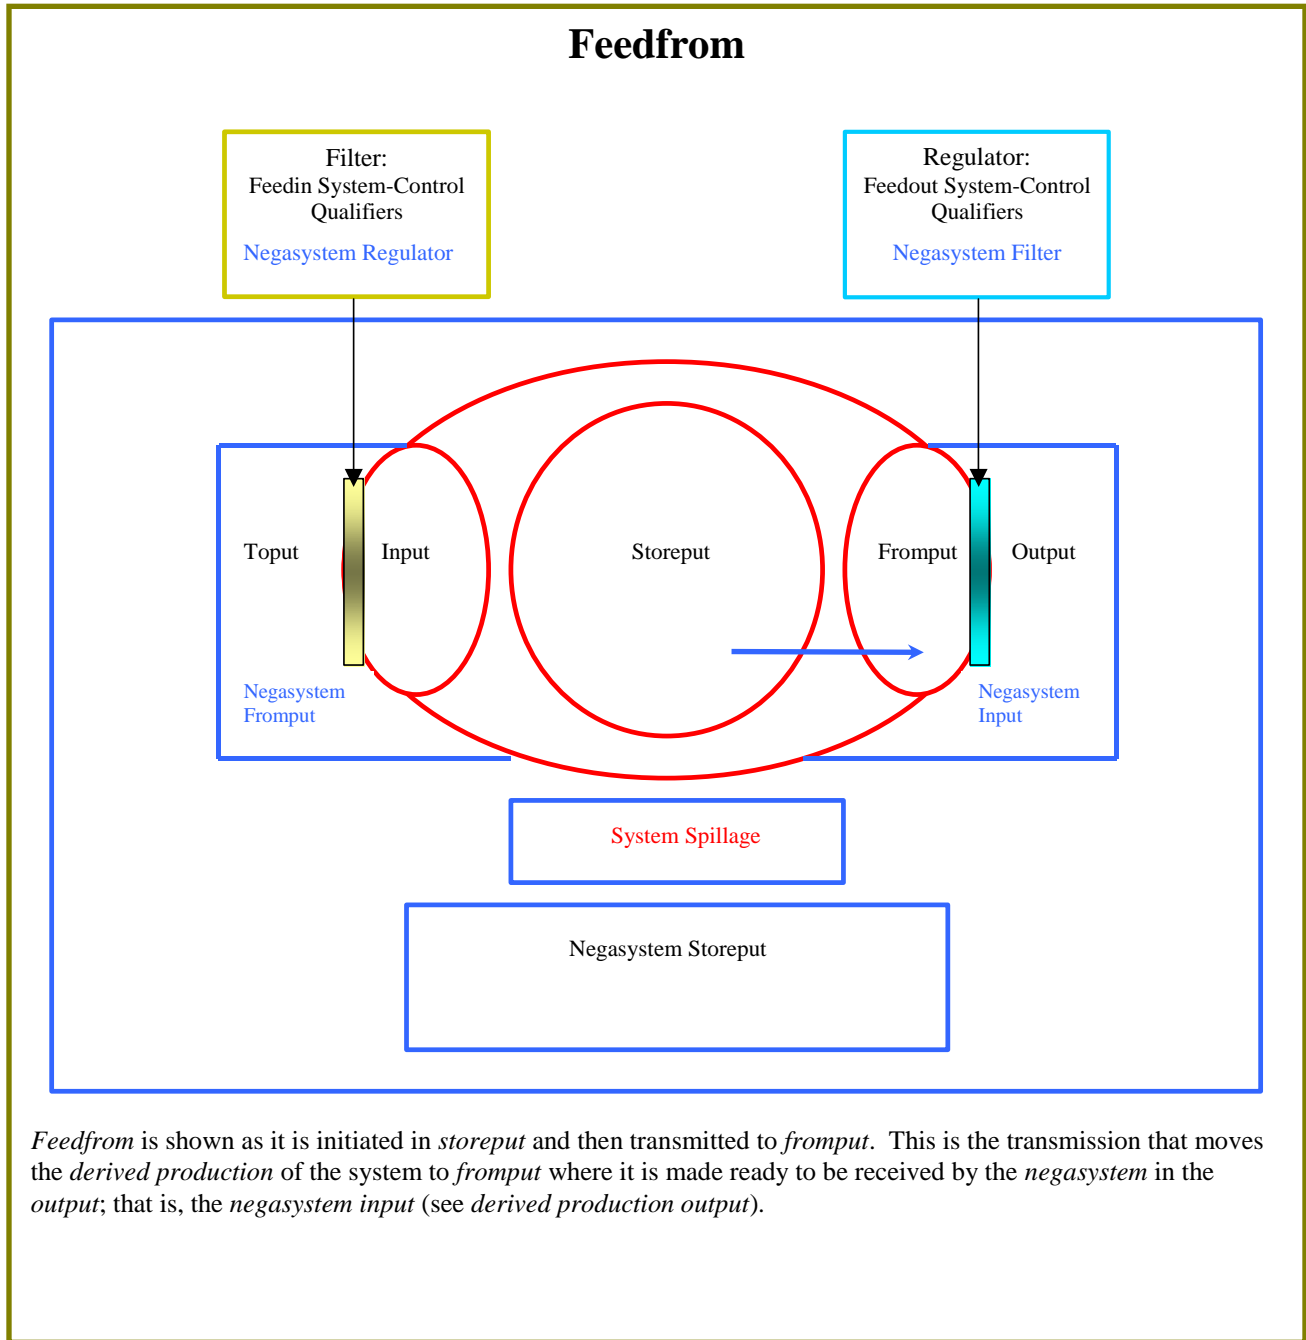 Feedfrom
Filter:
Feedin System-Control
Qualifiers
Negasystem Regulator
Regulator:
Feedout System-Control
Qualifiers
Negasystem Filter
Toput
Input
Storeput
Fromput
Output
Negasystem
Fromput
Negasystem
Input
System Spillage
Negasystem Storeput
Feedfrom is shown as it is initiated in storeput and then transmitted to fromput.  This is the transmission that moves
the derived production of the system to fromput where it is made ready to be received by the negasystem in the
output; that is, the negasystem input (see derived production output).